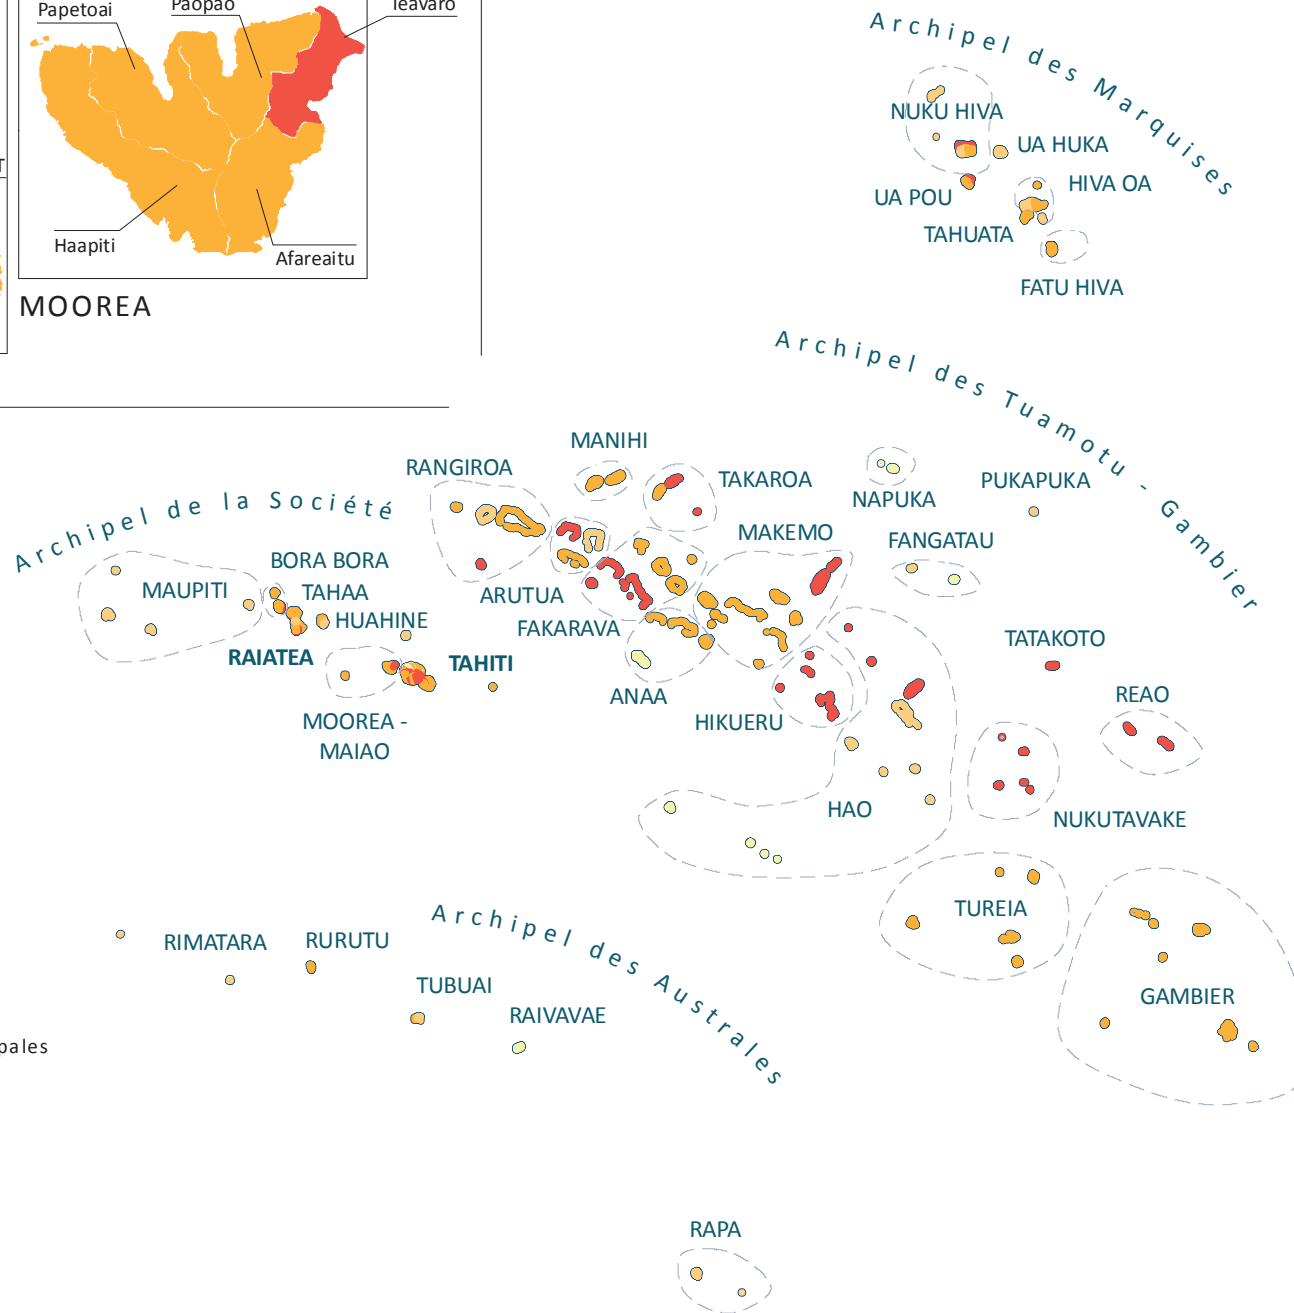 Papetoai
Paopao
Teavaro
Haapiti
Afareaitu
MOOREA
Archipel des Marquises
NUKU HIVA
UA HUKA
UA POU
HIVA OA
TAHUATA
FATU HIVA
Archipel des Tuamotu - Gambier
MANIHI
RANGIROA
TAKAROA
NAPUKA
PUKAPUKA
Archipel de la Société
MAKEMO
FANGATAU
BORA BORA
MAUPITI
TAHAA
ARUTUA
HUAHINE
FAKARAVA
TATAKOTO
RAIATEA
TAHITI
ANAA
REAO
MOOREA -
MAIAO
HIKUERU
HAO
NUKUTAVAKE
TUREIA
Archipel des Australes
RIMATARA
RURUTU
TUBUAI
GAMBIER
RAIVAVAE
pales
RAPA